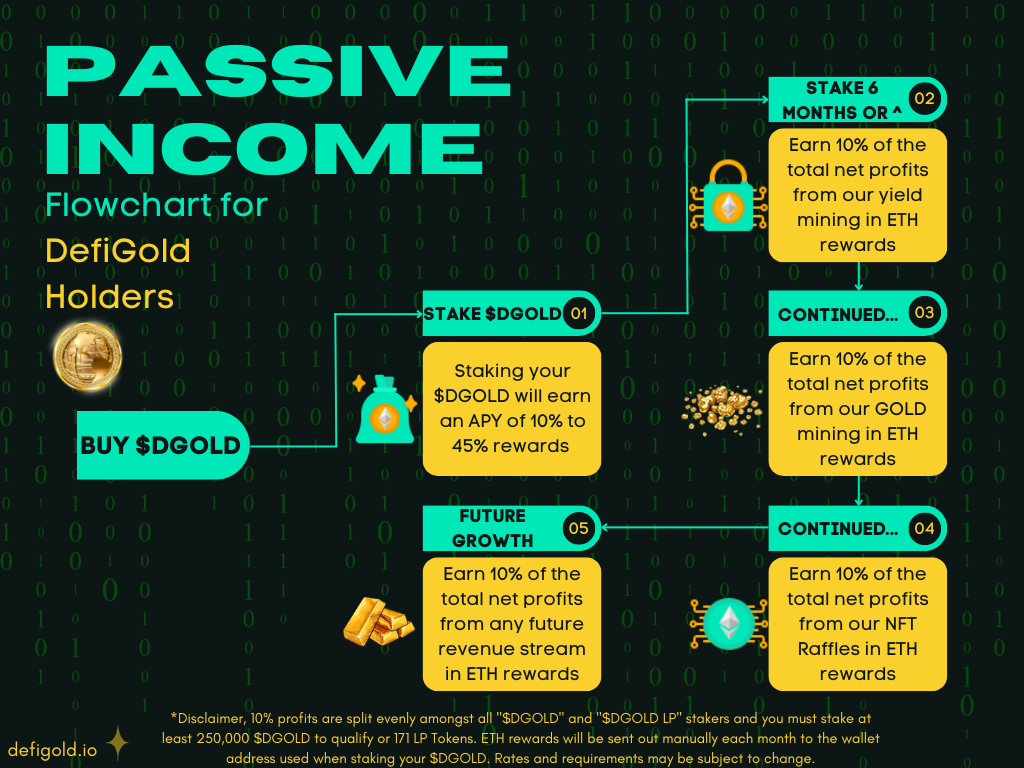 PASSIVE
INCOME
Flowchart for
DefiGold
Holders
BUY $DGOLD
STAKE $DGOLD 01
Staking your
$DGOLD will earn
an APY of 10% to
45% rewards
STAKE 6
MONTHS OR ^ 02
Earn 10% of the
total net profits
from our yield
mining in ETH
rewards
CONTINUED... 03
Earn 10% of the
total net profits
from our GOLD
mining in ETH
rewards
CONTINUED... 04
Earn 10% of the
total net profits
from our NFT
Raffles in ETH
rewards
FUTURE
GROWTH 05
Earn 10% of the
total net profits
from any future
revenue stream
in ETH rewards
*Disclaimer, 10% profits are split evenly amongst all "$DGOLD" and "$DGOLD LP" stakers and you must stake at
least 250,000 $DGOLD to qualify or 171 LP Tokens. ETH rewards will be sent out manually each month to the wallet
address used when staking your $DGOLD. Rates and requirements may be subject to change.
defigold.io